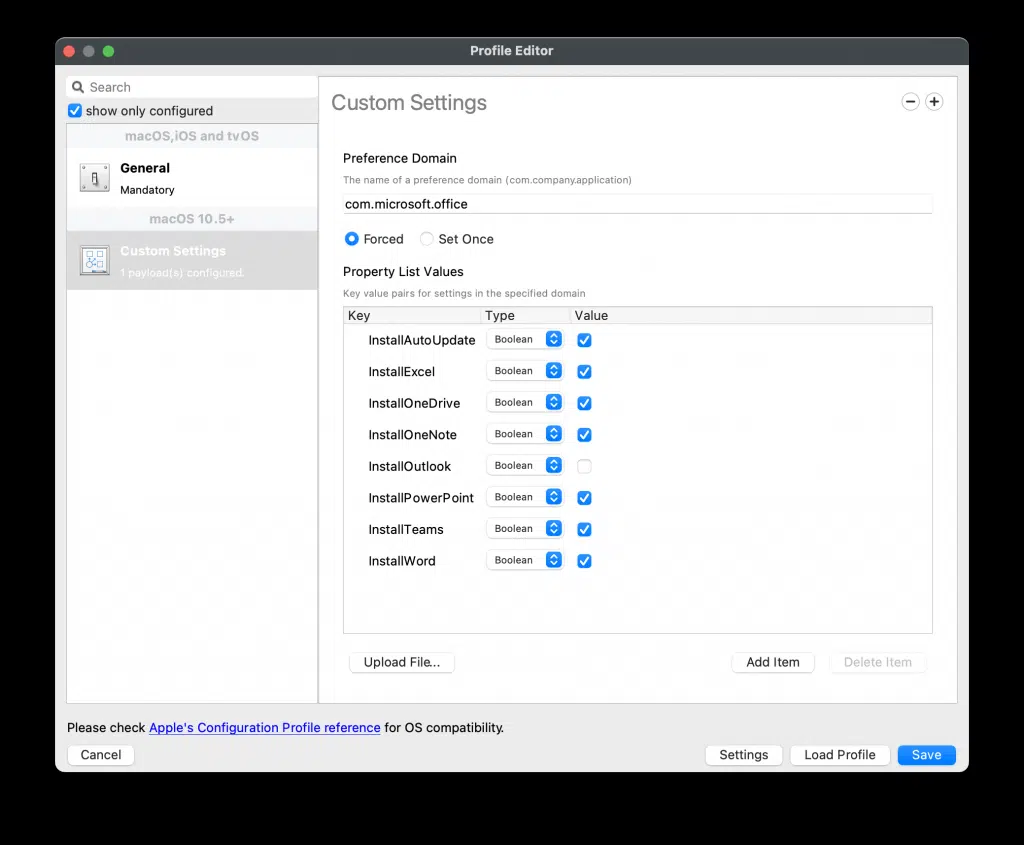 Profile Editor
Search
show only configured
macOS,iOS and tvOS
General
Mandatory
macOS 10.5+
Custom Settings
1 payload(s) configured.
Custom Settings
Preference Domain
The name of a preference domain (com.company.application)
com.microsoft.office
Forced Set Once
Property List Values
Key value pairs for settings in the specified domain
Key Type Value
InstallAutoUpdate Boolean
InstallExcel Boolean
InstallOneDrive Boolean
InstallOneNote Boolean
InstallOutlook Boolean
InstallPowerPoint Boolean
InstallTeams Boolean
InstallWord Boolean
Upload File... Add Item Delete Item
Please check Apple's Configuration Profile reference for OS compatibility.
Cancel Settings Load Profile Save